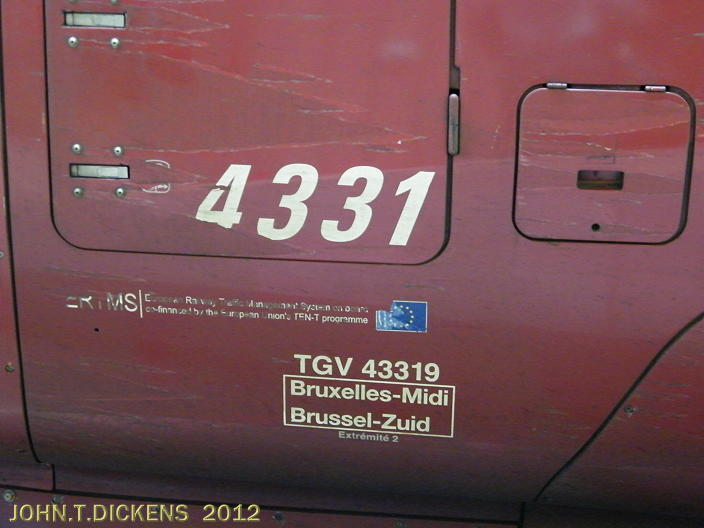 4331
ERTMS
European Railway Traffic Management System on board
co-financed by the European Union's TEN-T programme
TGV 43319
Bruxelles-Midi
Brussel-Zuid
Extrémité 2
JOHN.T.DICKENS 2012